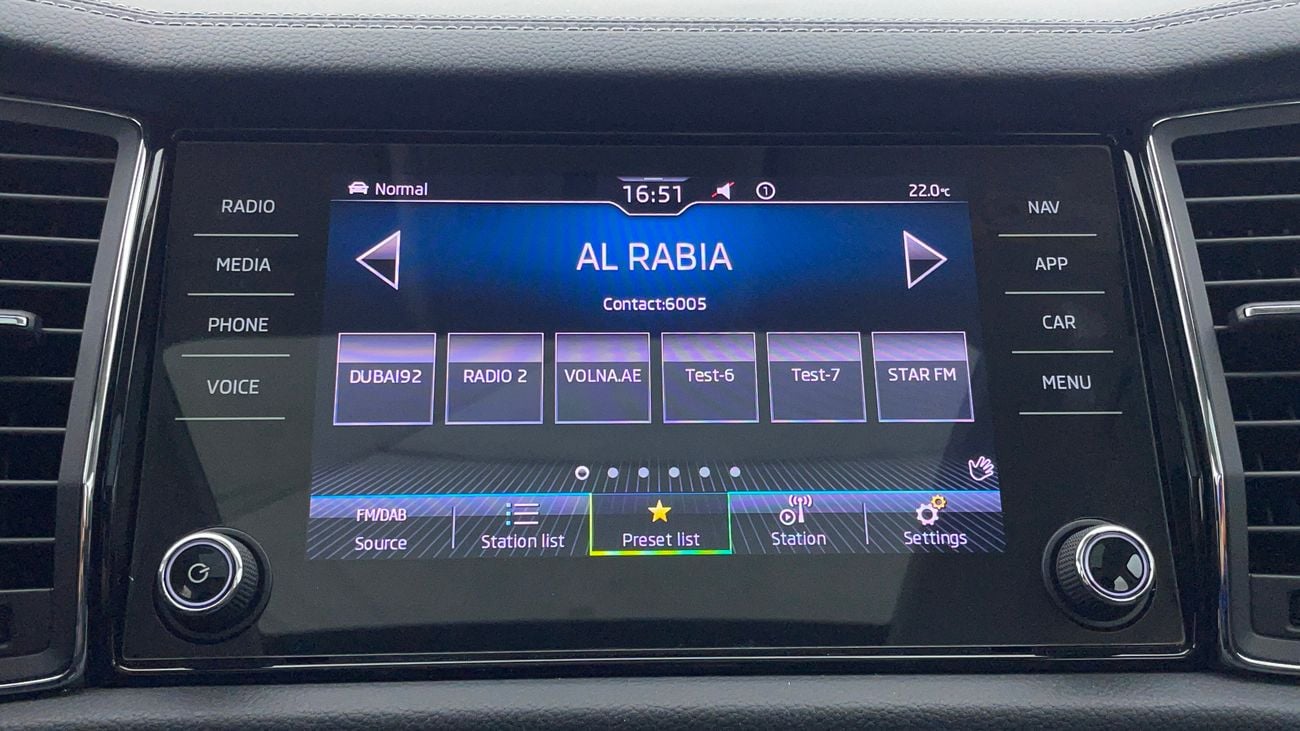 RADIO
MEDIA
PHONE
VOICE
Normal
16:51
1
22.0°C
AL RABIA
Contact:6005
DUBAI92
RADIO 2
VOLNA.AE
Test-6
Test-7
STAR FM
FM/DAB
Source
Station list
Preset list
Station
Settings
NAV
APP
CAR
MENU